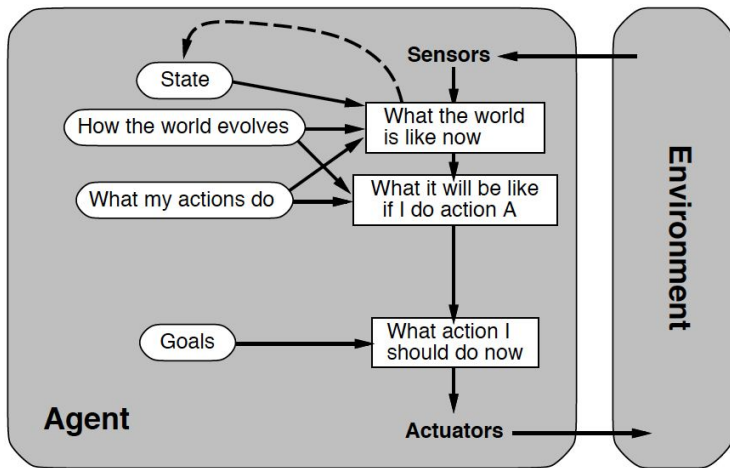 Sensors
State
What the world
is like now
How the world evolves
What it will be like
if I do action A
What my actions do
Environment
What action I
should do now
Goals
Agent
Actuators